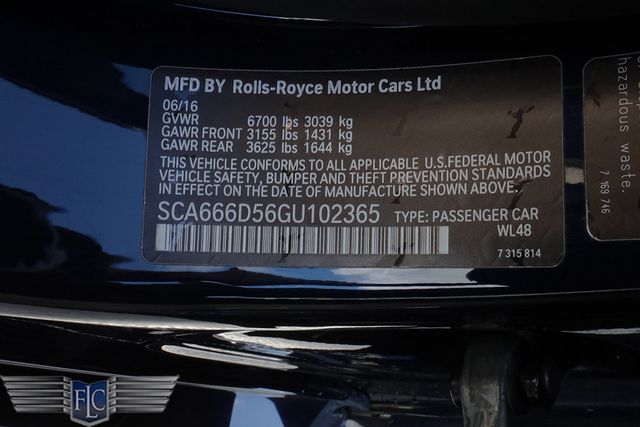 MFD BY Rolls-Royce Motor Cars Ltd
06/16
GVWR 6700 lbs 3039 kg
GAWR FRONT 3155 lbs 1431 kg
GAWR REAR 3625 lbs 1644 kg
THIS VEHICLE CONFORMS TO ALL APPLICABLE U.S.FEDERAL MOTOR
VEHICLE SAFETY, BUMPER AND THEFT PREVENTION STANDARDS
IN EFFECT ON THE DATE OF MANUFACTURE SHOWN ABOVE.
SCA666D56GU102365 TYPE: PASSENGER CAR
WL48
7 315 814
hazardous waste.
7 169 746
FLC